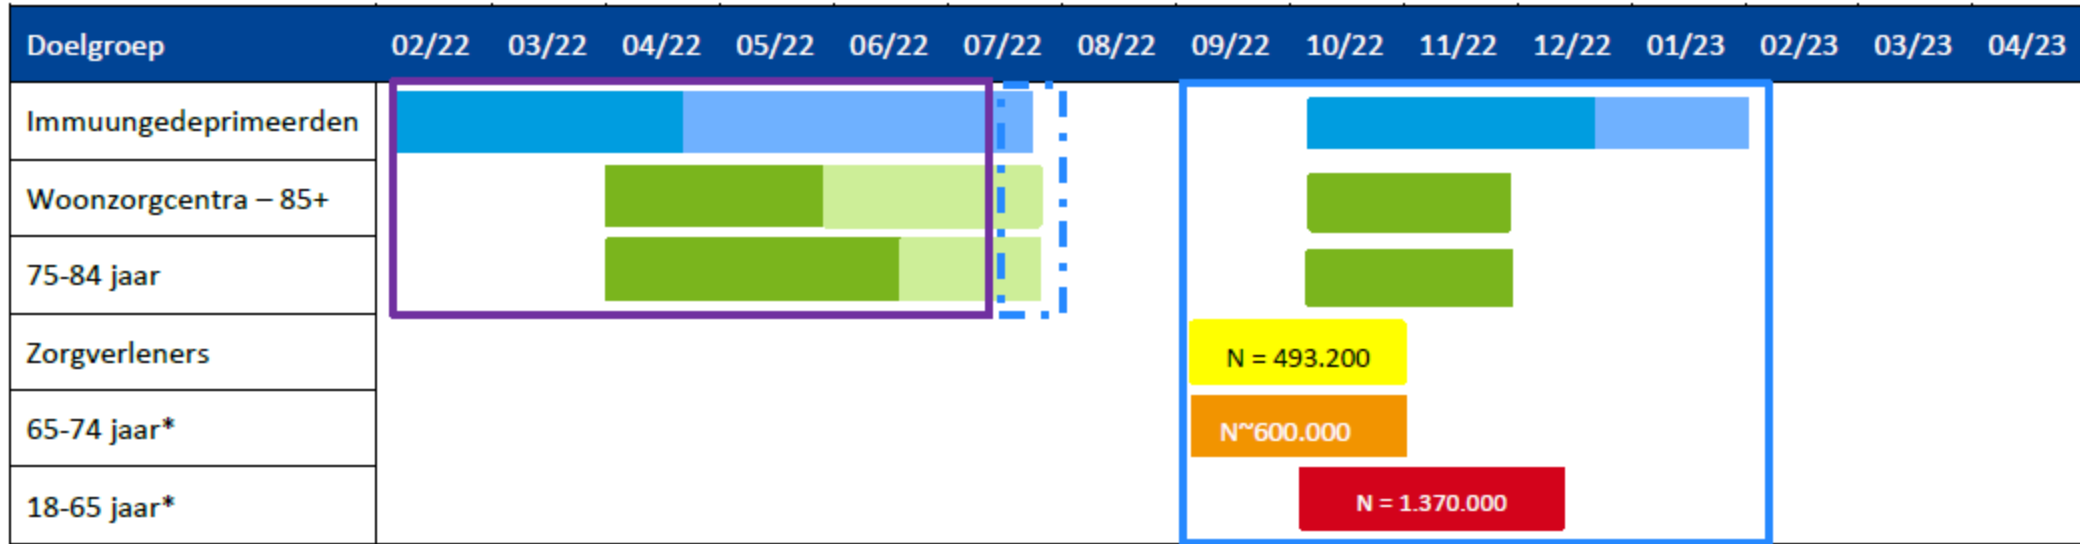 Doelgroep 02/22 03/22 04/22 05/22 06/22 07/22 08/22 09/22 10/22 11/22 12/22 01/23 02/23 03/23 04/23
Immuungedeprimeerden
Woonzorgcentra – 85+
75-84 jaar
Zorgverleners N = 493.200
65-74 jaar* N~600.000
18-65 jaar* N = 1.370.000